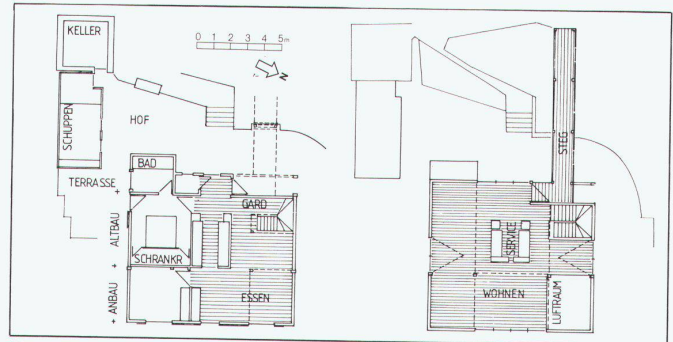 KELLER
0 1 2 3 4 5m
N
SCHUPPEN
HOF
BAD
TERRASSE
GARD
+ ANBAU + ALTBAU +
SCHRANKR
ESSEN
STEG
SERVICE
WOHNEN
LUFTRAUM